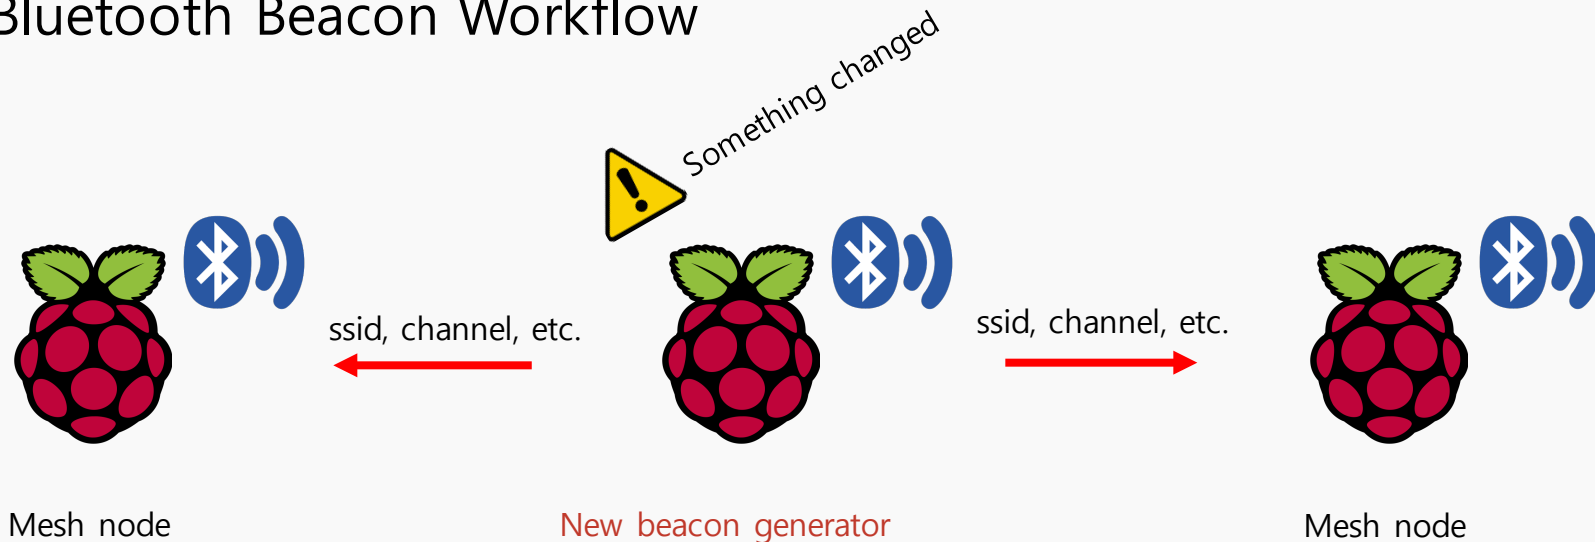 Bluetooth Beacon Workflow
Something changed
ssid, channel, etc.
ssid, channel, etc.
Mesh node
New beacon generator
Mesh node